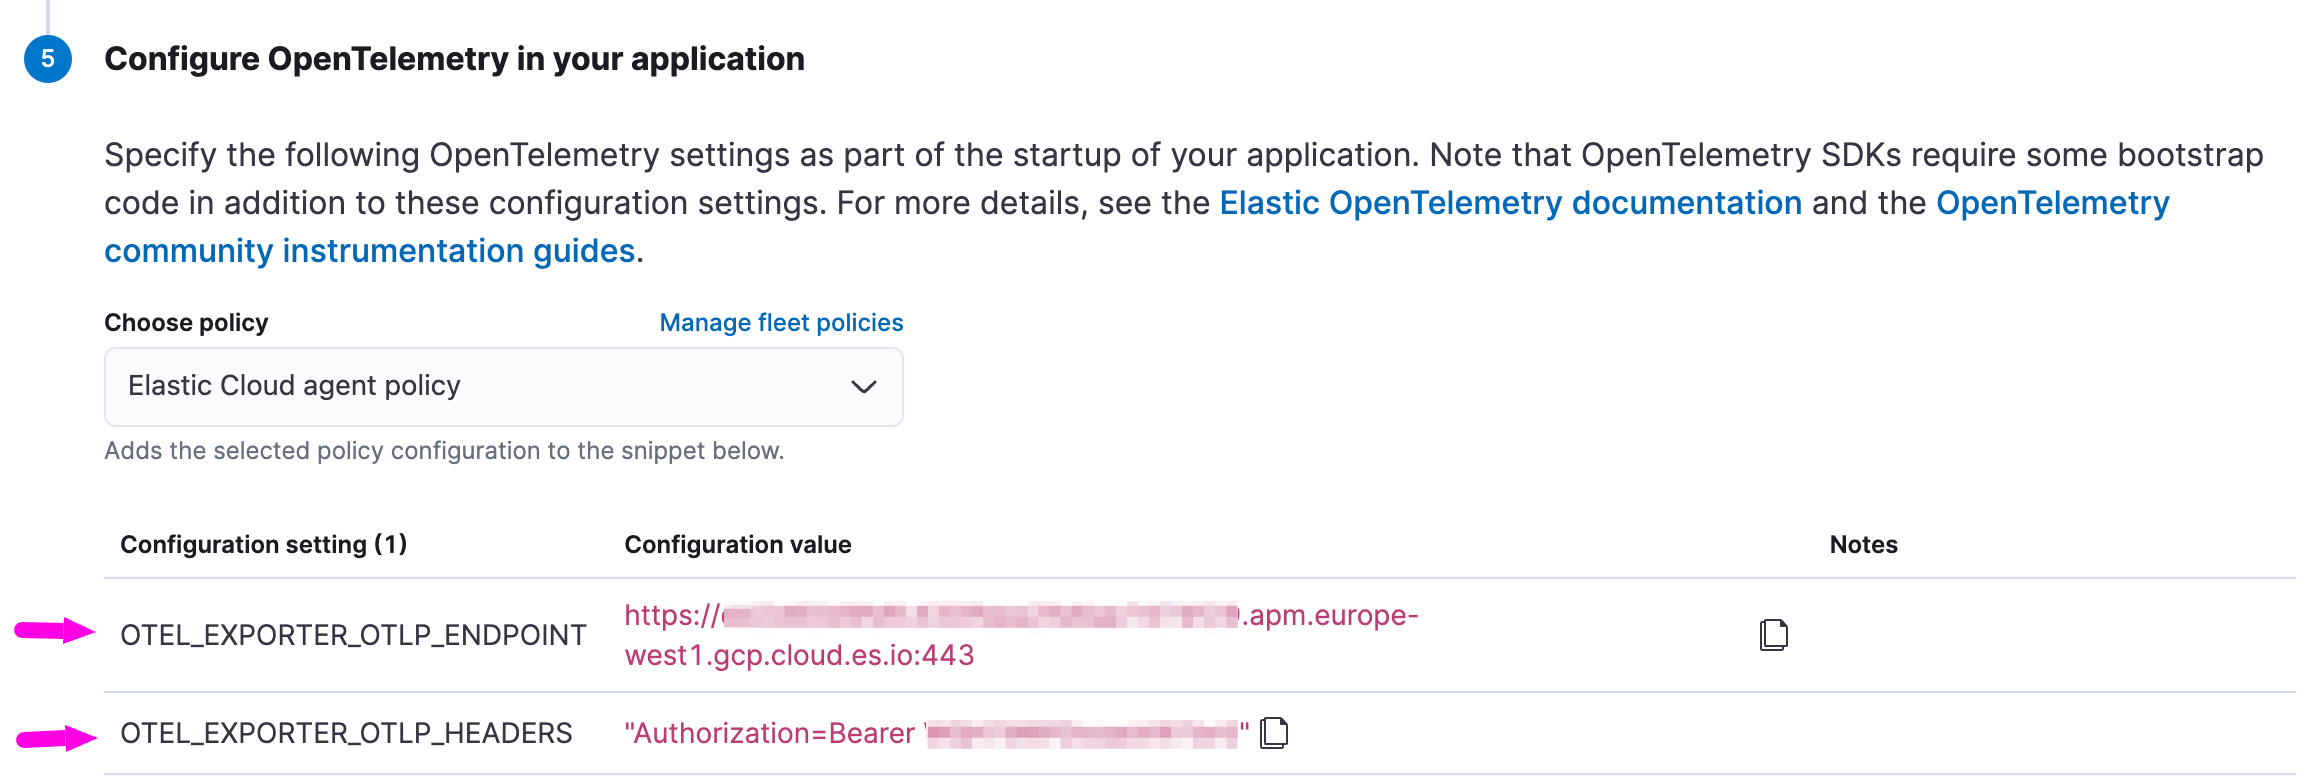 5
Configure OpenTelemetry in your application
Specify the following OpenTelemetry settings as part of the startup of your application. Note that OpenTelemetry SDKs require some bootstrap
code in addition to these configuration settings. For more details, see the Elastic OpenTelemetry documentation and the OpenTelemetry
community instrumentation guides.
Choose policy Manage fleet policies
Elastic Cloud agent policy
Adds the selected policy configuration to the snippet below.
Configuration setting (1) Configuration value Notes
OTEL_EXPORTER_OTLP_ENDPOINT https:// .apm.europe-
west1.gcp.cloud.es.io:443
OTEL_EXPORTER_OTLP_HEADERS "Authorization=Bearer "